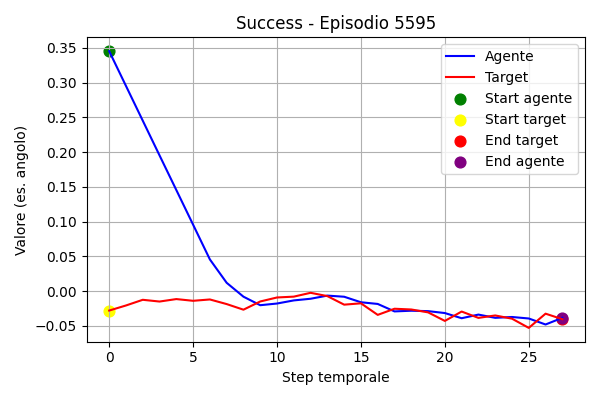 Success - Episodio 5595
Valore (es. angolo)
0.35
0.30
0.25
0.20
0.15
0.10
0.05
0.00
−0.05
0
5
10
15
20
25
Step temporale
Agente
Target
Start agente
Start target
End target
End agente